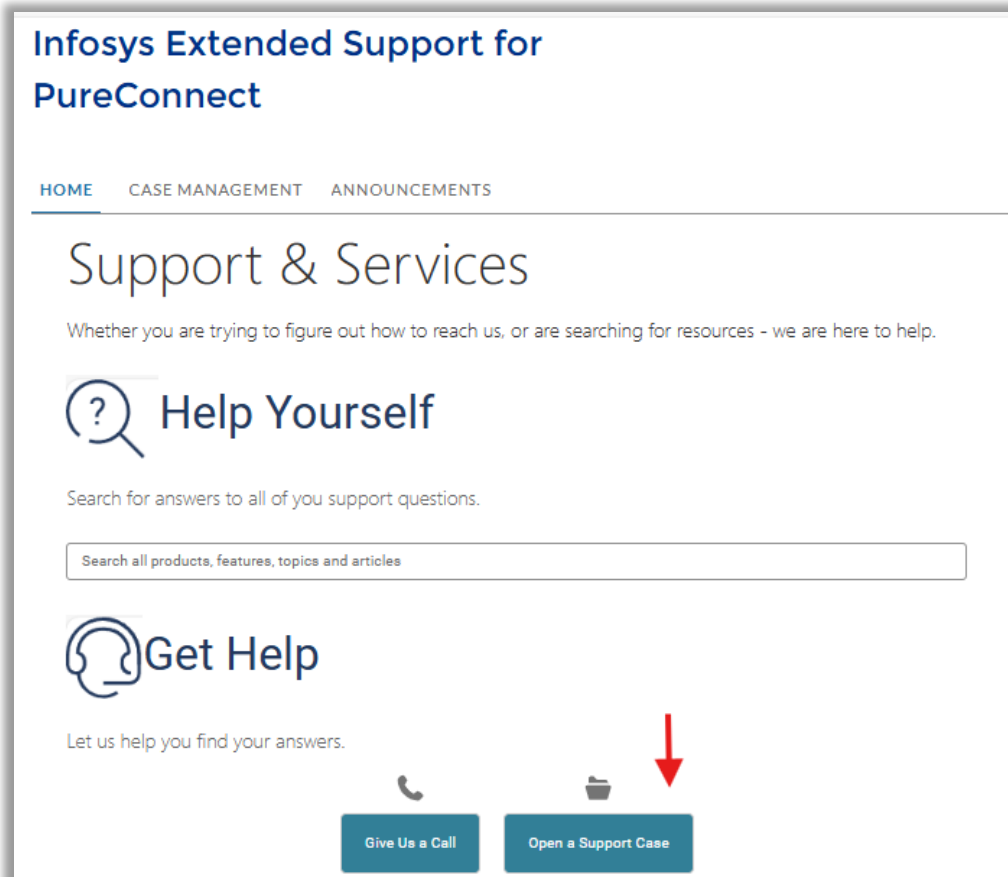 Infosys Extended Support for
PureConnect
HOME CASE MANAGEMENT ANNOUNCEMENTS
Support & Services
Whether you are trying to figure out how to reach us, or are searching for resources - we are here to help.
? Help Yourself
Search for answers to all of you support questions.
Search all products, features, topics and articles
Get Help
Let us help you find your answers.
Give Us a Call Open a Support Case